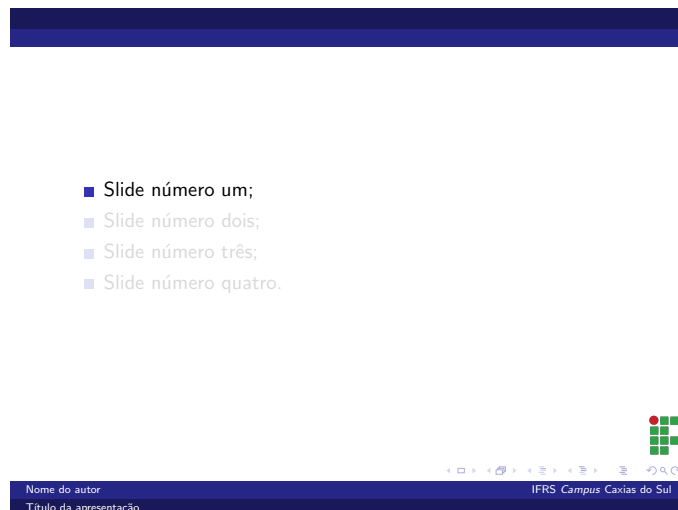 Slide número um;
Slide número dois;
Slide número três;
Slide número quatro.
Nome do autor IFRS Campus Caxias do Sul
Título da apresentação